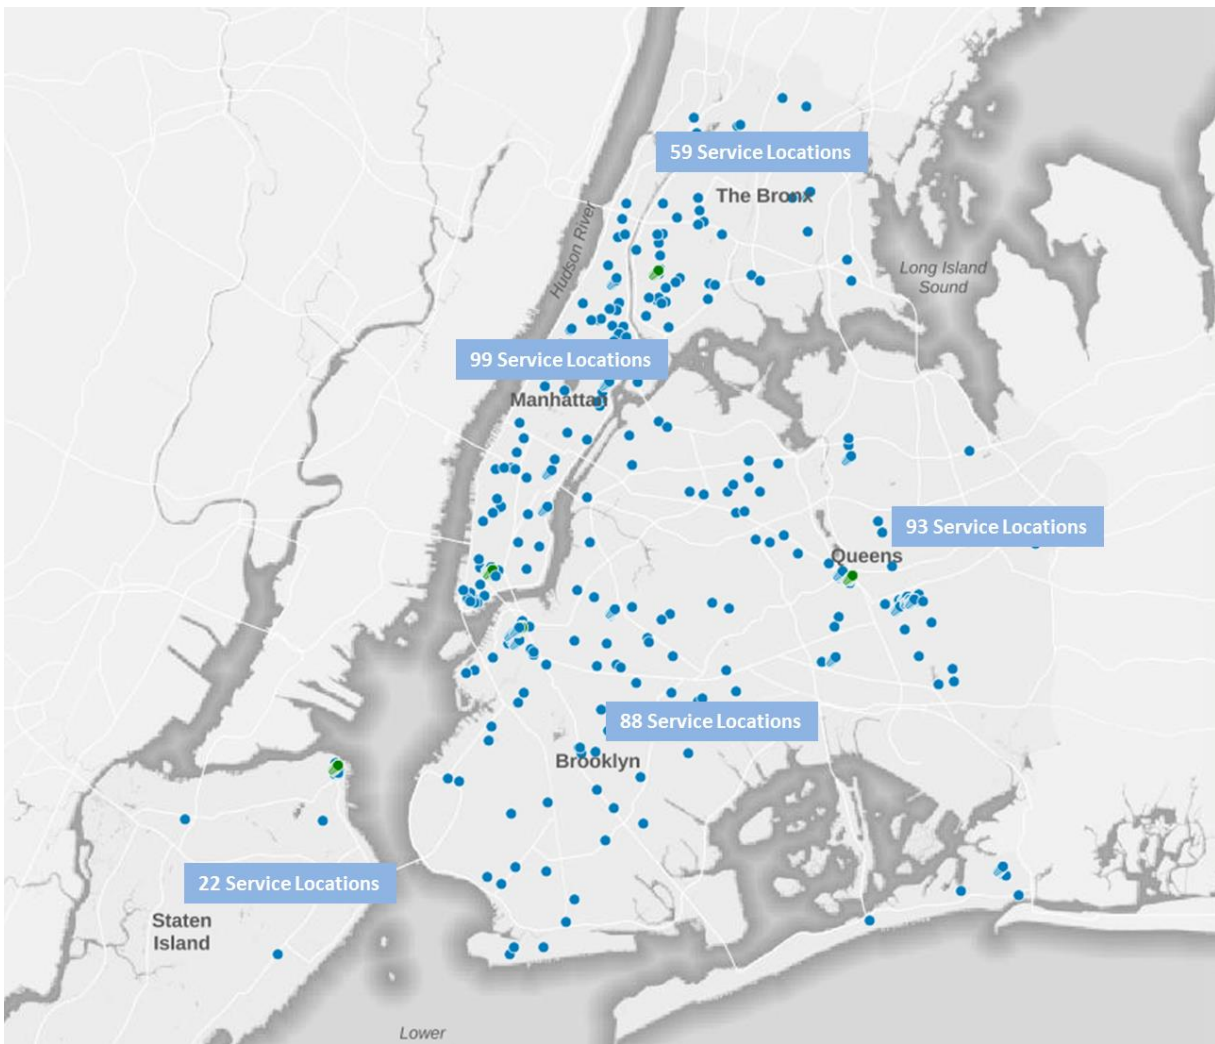 59 Service Locations
The Bronx
Hudson River
Long Island
Sound
99 Service Locations
Manhattan
93 Service Locations
Queens
88 Service Locations
Brooklyn
22 Service Locations
Staten
Island
Lower